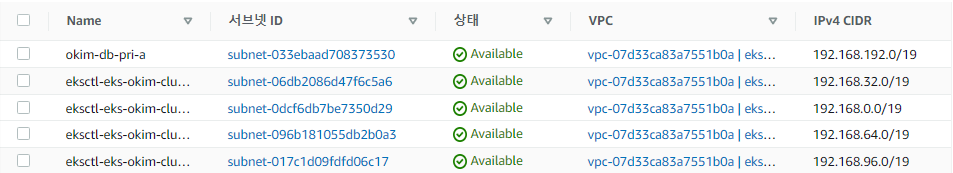 Name 서브넷 ID 상태 VPC IPv4 CIDR
okim-db-pri-a subnet-033ebaad708373530 Available vpc-07d33ca83a7551b0a | eks... 192.168.192.0/19
eksctl-eks-okim-clu... subnet-06db2086d47f6c5a6 Available vpc-07d33ca83a7551b0a | eks... 192.168.32.0/19
eksctl-eks-okim-clu... subnet-0dcf6db7be7350d29 Available vpc-07d33ca83a7551b0a | eks... 192.168.0.0/19
eksctl-eks-okim-clu... subnet-096b181055db2b0a3 Available vpc-07d33ca83a7551b0a | eks... 192.168.64.0/19
eksctl-eks-okim-clu... subnet-017c1d09fdfd06c17 Available vpc-07d33ca83a7551b0a | eks... 192.168.96.0/19